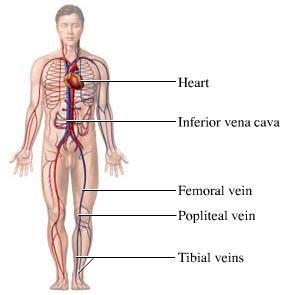 Heart
Inferior vena cava
Femoral vein
Popliteal vein
Tibial veins